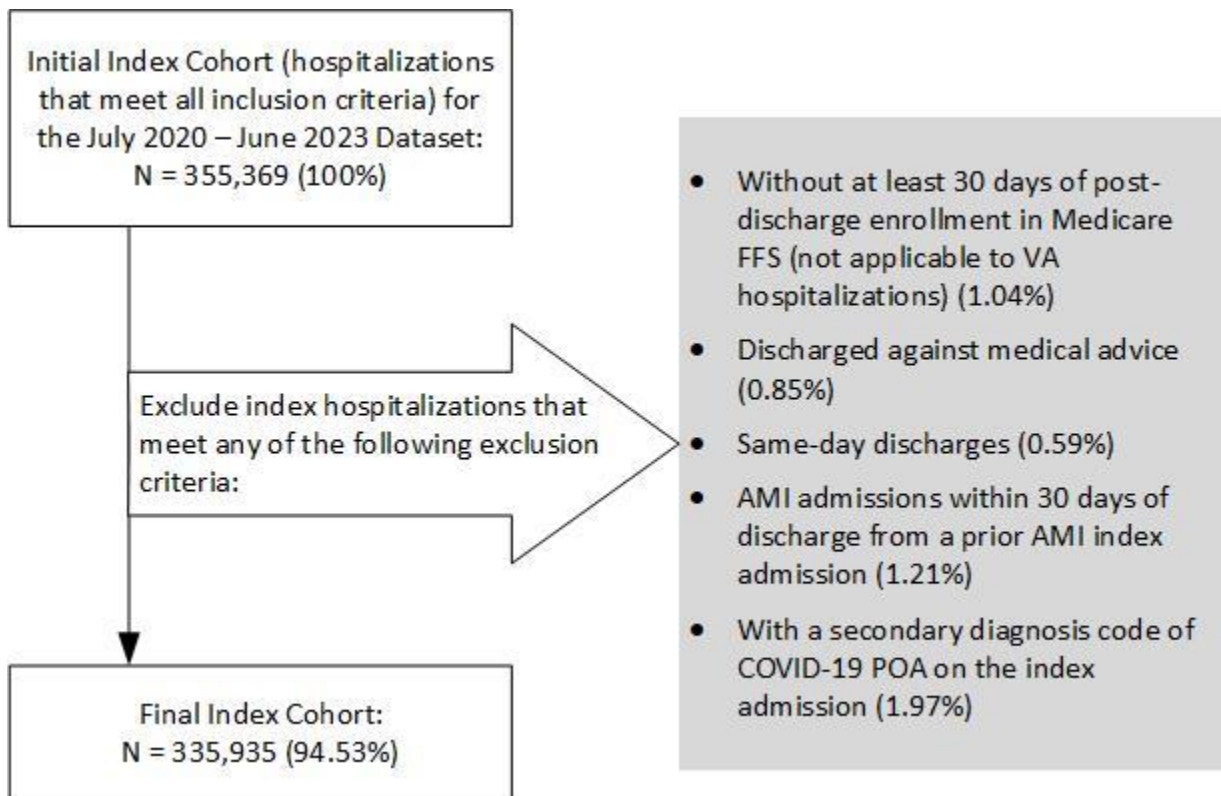 Initial Index Cohort (hospitalizations
that meet all inclusion criteria) for
the July 2020 – June 2023 Dataset:
N = 355,369 (100%)
Exclude index hospitalizations that
meet any of the following exclusion
criteria:
• Without at least 30 days of post-
discharge enrollment in Medicare
FFS (not applicable to VA
hospitalizations) (1.04%)
• Discharged against medical advice
(0.85%)
• Same-day discharges (0.59%)
• AMI admissions within 30 days of
discharge from a prior AMI index
admission (1.21%)
• With a secondary diagnosis code of
COVID-19 POA on the index
admission (1.97%)
Final Index Cohort:
N = 335,935 (94.53%)